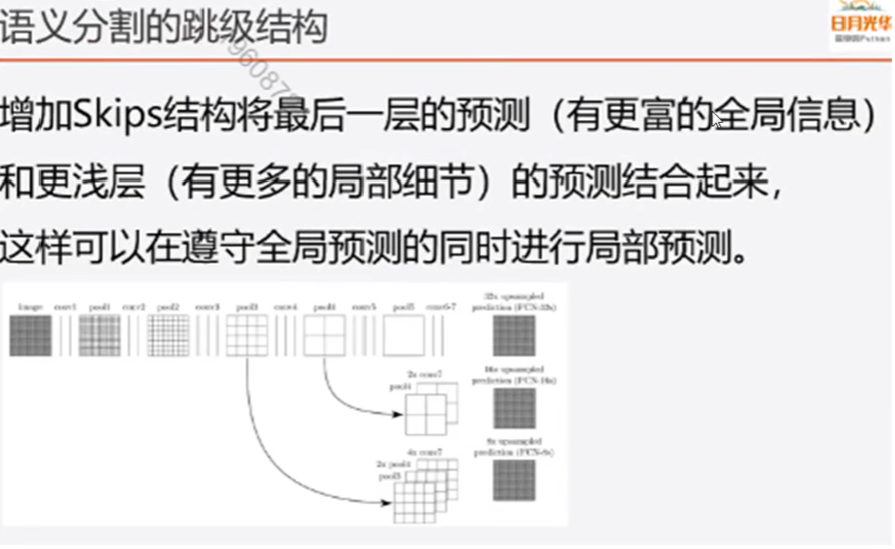 语义分割的跳级结构
日月光华
960873
增加Skips结构将最后一层的预测（有更富的全局信息）
和更浅层（有更多的局部细节）的预测结合起来，
这样可以在遵守全局预测的同时进行局部预测。
image conv1 pool1 conv2 pool2 conv3 pool3 conv4 pool4 conv5 pool5 conv6-7
32x upsampled
prediction (FCN-32s)
16x upsampled
prediction (FCN-16s)
2x conv7
pool4
8x upsampled
prediction (FCN-8s)
4x conv7
2x pool4
pool3